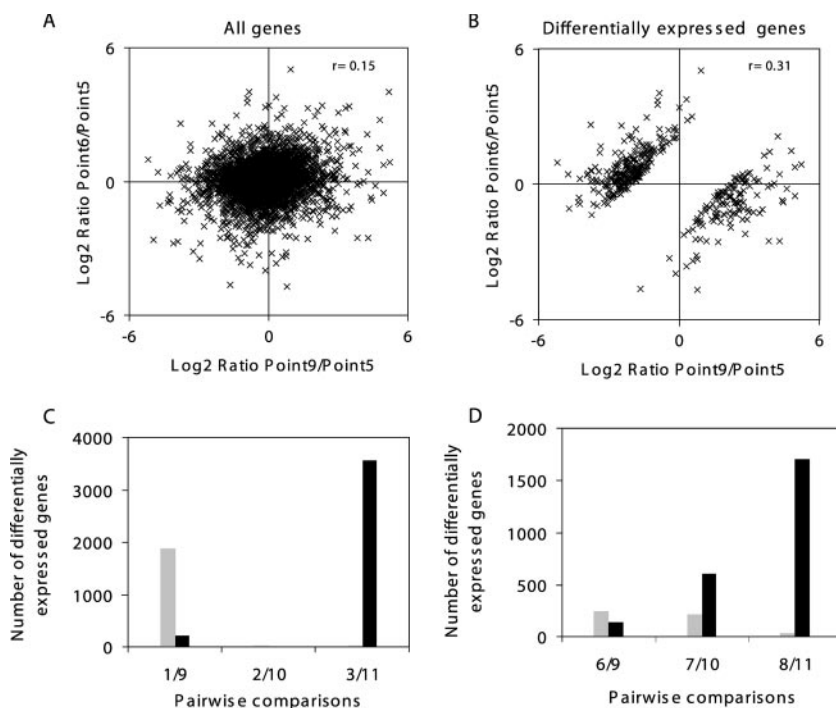 A
All genes
6
r= 0.15
Log2 Ratio Point6/Point5
0
-6
-6
0
6
Log2 Ratio Point9/Point5
B
Differentially expressed genes
6
r= 0.31
Log2 Ratio Point6/Point5
0
-6
-6
0
6
Log2 Ratio Point9/Point5
C
Number of differentially
expressed genes
4000
3000
2000
1000
0
1/9
2/10
3/11
Pairwise comparisons
D
Number of differentially
expressed genes
2000
1500
1000
500
0
6/9
7/10
8/11
Pairwise comparisons